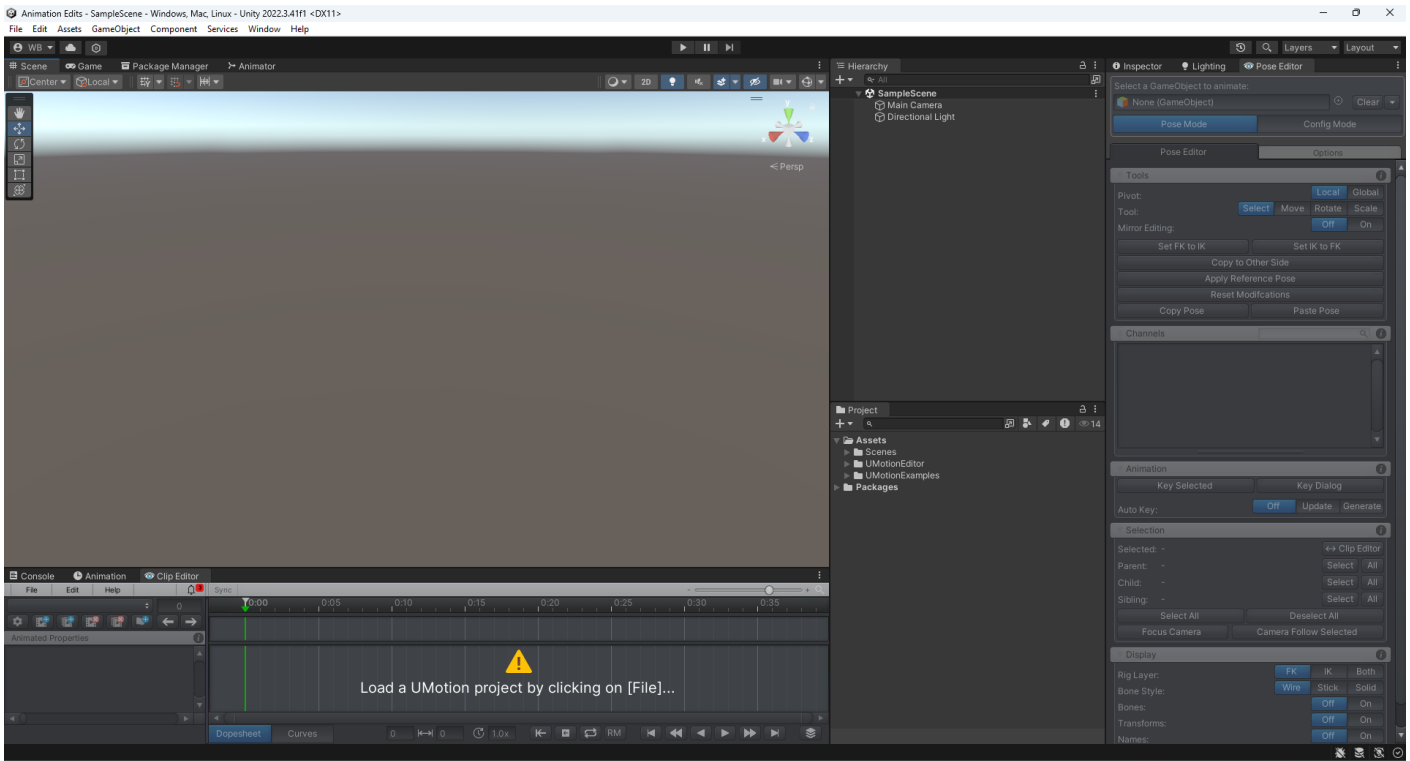 Animation Edits - SampleScene - Windows, Mac, Linux - Unity 2022.3.41f1 <DX11>
File Edit Assets GameObject Component Services Window Help
WB Layers Layout
Scene Game Package Manager Animator
Center Local 2D
Persp
Hierarchy
All
SampleScene
Main Camera
Directional Light
Project
14
Assets
Scenes
UMotionEditor
UMotionExamples
Packages
Inspector Lighting Pose Editor
Select a GameObject to animate:
None (GameObject) Clear
Pose Mode Config Mode
Pose Editor Options
Tools
Pivot: Local Global
Tool: Select Move Rotate Scale
Mirror Editing: Off On
Set FK to IK Set IK to FK
Copy to Other Side
Apply Reference Pose
Reset Modifcations
Copy Pose Paste Pose
Channels
Animation
Key Selected Key Dialog
Auto Key: Off Update Generate
Selection
Selected: - Clip Editor
Parent: - Select All
Child: - Select All
Sibling: - Select All
Select All Deselect All
Focus Camera Camera Follow Selected
Display
Rig Layer: FK IK Both
Bone Style: Wire Stick Solid
Bones: Off On
Transforms: Off On
Names: Off On
Console Animation Clip Editor
File Edit Help 3 Sync
0 0:00 0:05 0:10 0:15 0:20 0:25 0:30 0:35
Animated Properties
Load a UMotion project by clicking on [File]...
Dopesheet Curves 0 0 1.0x RM